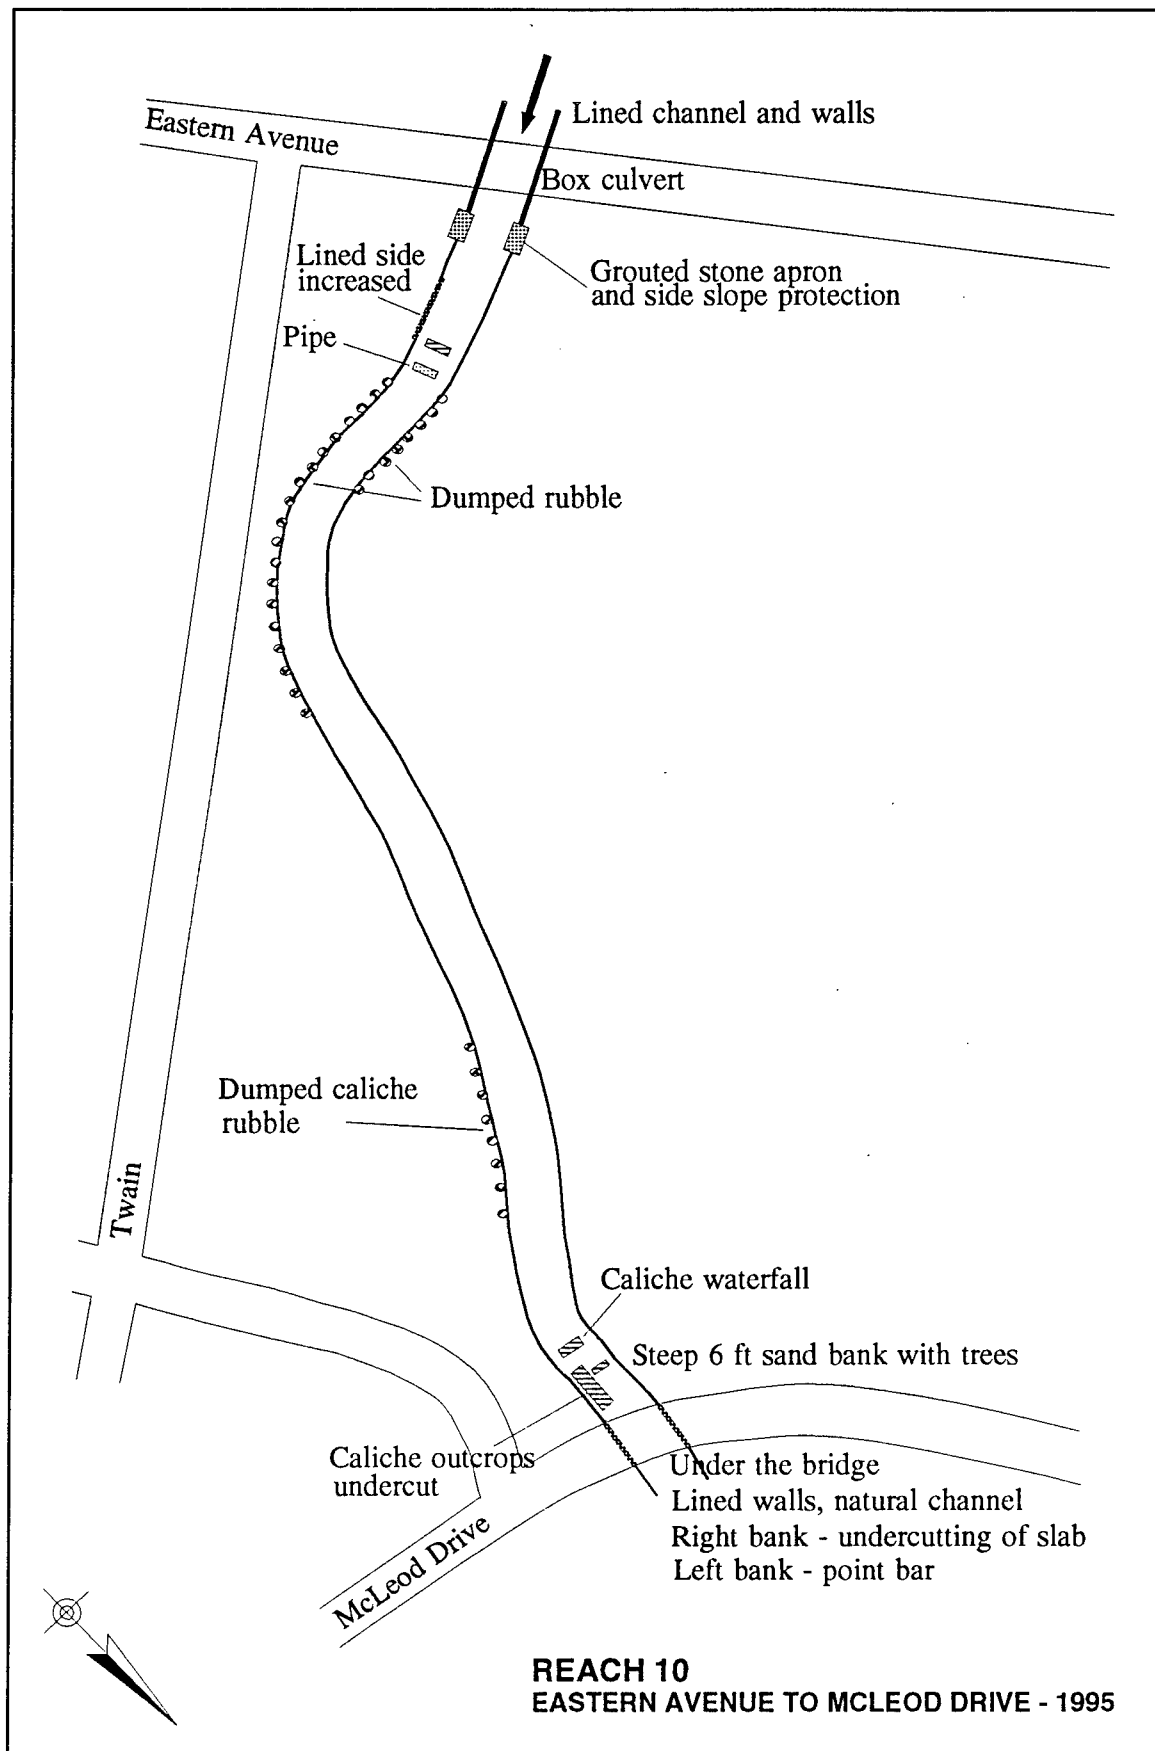 Lined channel and walls
Eastern Avenue
Box culvert
Lined side
increased
Grouted stone apron
and side slope protection
Pipe
Dumped rubble
Dumped caliche
rubble
Twain
Caliche waterfall
Steep 6 ft sand bank with trees
Caliche outcrops
undercut
Under the bridge
Lined walls, natural channel
Right bank - undercutting of slab
Left bank - point bar
McLeod Drive
REACH 10
EASTERN AVENUE TO MCLEOD DRIVE - 1995